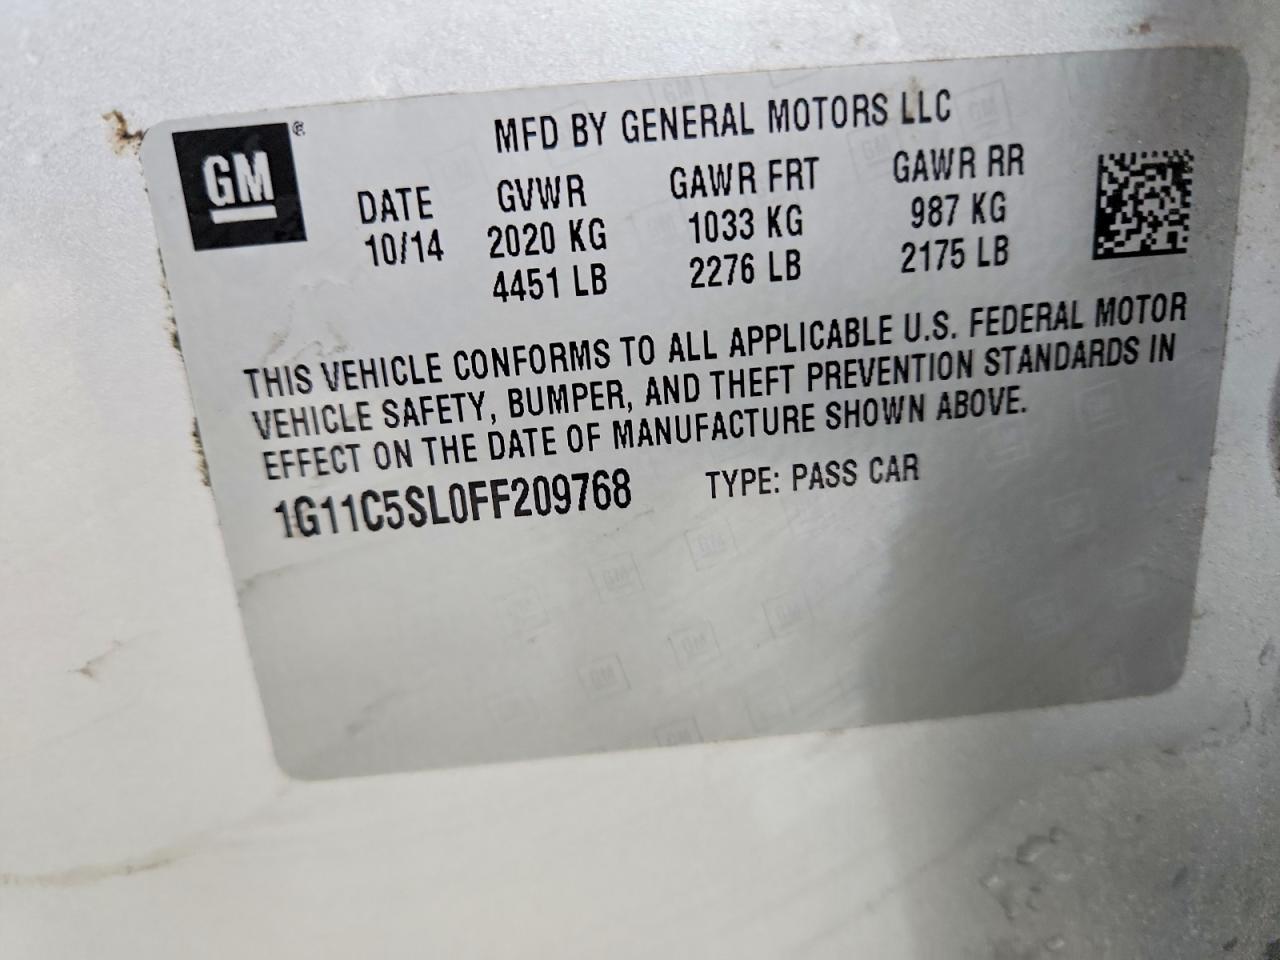 GM®
MFD BY GENERAL MOTORS LLC
DATE GVWR GAWR FRT GAWR RR
10/14 2020 KG 1033 KG 987 KG
4451 LB 2276 LB 2175 LB
THIS VEHICLE CONFORMS TO ALL APPLICABLE U.S. FEDERAL MOTOR
VEHICLE SAFETY, BUMPER, AND THEFT PREVENTION STANDARDS IN
EFFECT ON THE DATE OF MANUFACTURE SHOWN ABOVE.
1G11C5SL0FF209768 TYPE: PASS CAR